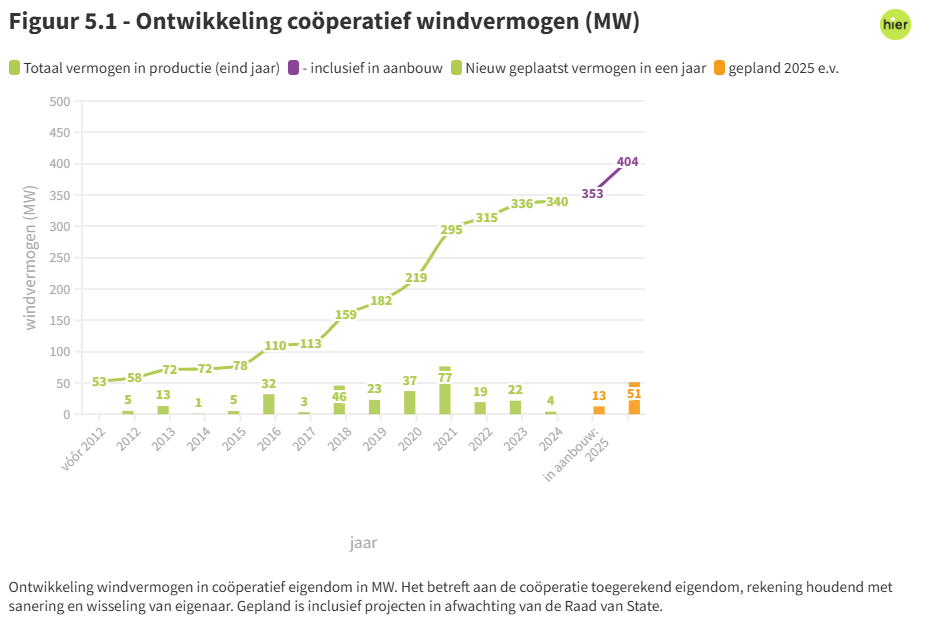 Figuur 5.1 - Ontwikkeling coöperatief windvermogen (MW)
hier
Totaal vermogen in productie (eind jaar) - inclusief in aanbouw Nieuw geplaatst vermogen in een jaar gepland 2025 e.v.
windvermogen (MW)
500
450
400
350
300
250
200
150
100
50
0
53 58 72 72 78 110 113 159 182 219 295 315 336 340 353 404
5 13 1 5 32 3 46 23 37 77 19 22 4 13 51
vóór 2012 2012 2013 2014 2015 2016 2017 2018 2019 2020 2021 2022 2023 2024 in aanbouw:
2025
jaar
Ontwikkeling windvermogen in coöperatief eigendom in MW. Het betreft aan de coöperatie toegerekend eigendom, rekening houdend met
sanering en wisseling van eigenaar. Gepland is inclusief projecten in afwachting van de Raad van State.